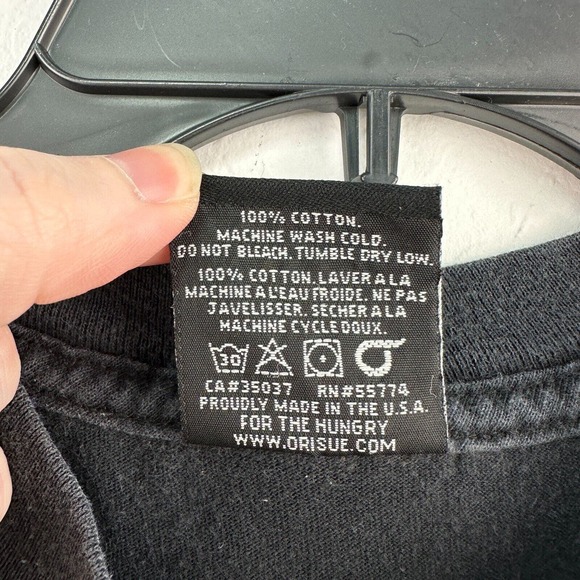 100% COTTON.
MACHINE WASH COLD.
DO NOT BLEACH. TUMBLE DRY LOW.
100% COTTON. LAVER A LA
MACHINE A L'EAU FROIDE. NE PAS
JAVELISSER. SECHER A LA
MACHINE CYCLE DOUX.
30
CA#35037 RN#55774
PROUDLY MADE IN THE U.S.A.
FOR THE HUNGRY
WWW.ORISUE.COM